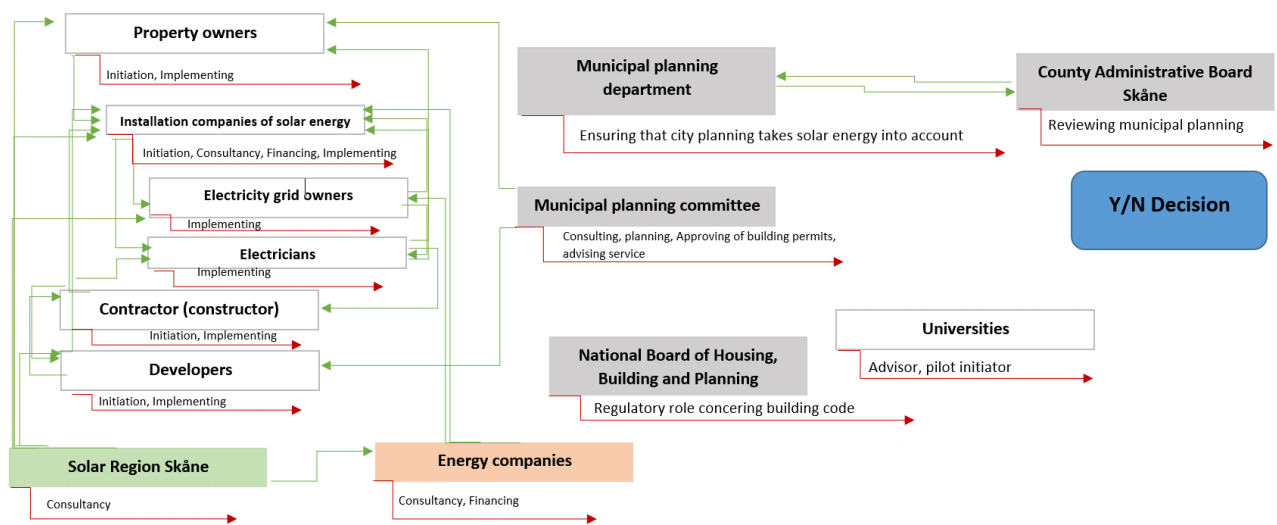 Property owners
Initiation, Implementing
Installation companies of solar energy
Initiation, Consultancy, Financing, Implementing
Electricity grid owners
Implementing
Electricians
Implementing
Contractor (constructor)
Initiation, Implementing
Developers
Initiation, Implementing
Solar Region Skåne
Consultancy
Energy companies
Consultancy, Financing
Municipal planning
department
Ensuring that city planning takes solar energy into account
County Administrative Board
Skåne
Reviewing municipal planning
Municipal planning committee
Consulting, planning, Approving of building permits,
advising service
Y/N Decision
Universities
Advisor, pilot initiator
National Board of Housing,
Building and Planning
Regulatory role concering building code